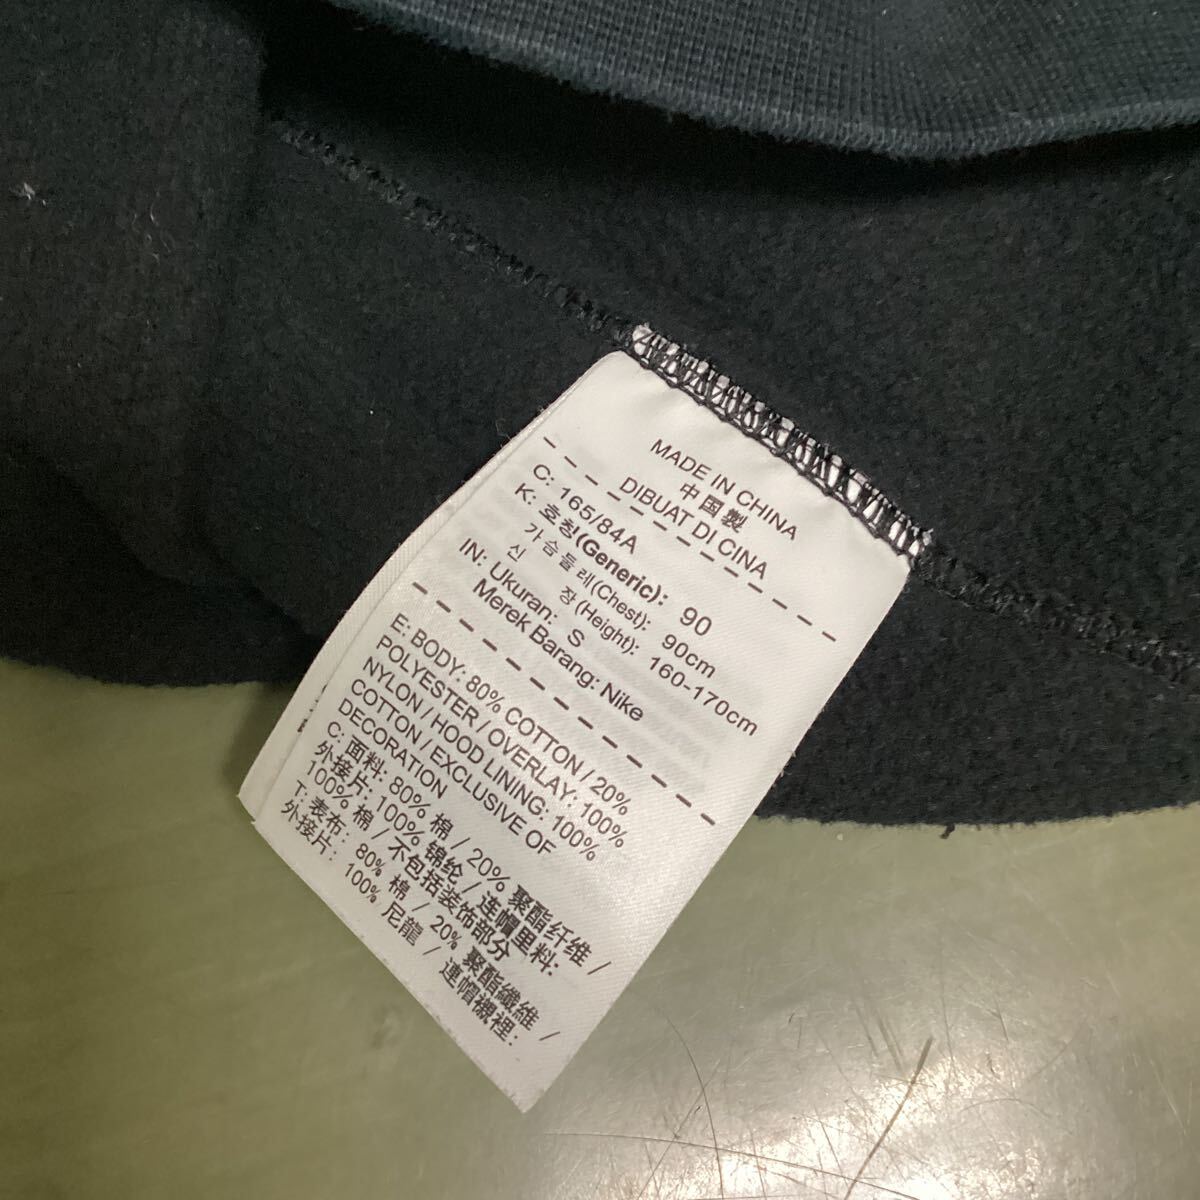 MADE IN CHINA
中国製
DIBUAT DI CINA
C: 165/84A
K: 호칭(Generic): 90
가슴둘레(Chest): 90cm
신 장(Height): 160-170cm
IN: Ukuran: S
Merek Barang: Nike
E: BODY: 80% COTTON / 20%
POLYESTER / OVERLAY: 100%
NYLON / HOOD LINING: 100%
COTTON / EXCLUSIVE OF
DECORATION
C: 面料: 80% 棉 / 20% 聚酯纤维 /
外接片: 100% 锦纶 / 连帽里料:
100% 棉 / 不包括装饰部分
T: 表布: 80% 棉 / 20% 聚酯纖維 /
外接片: 100% 尼龍 / 連帽襯裡: